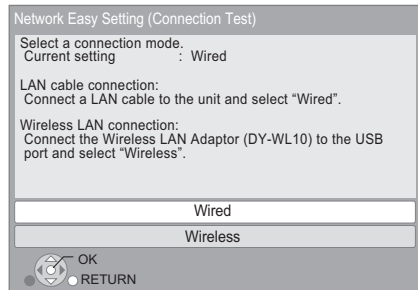 Network Easy Setting (Connection Test)
Select a connection mode.
Current setting : Wired
LAN cable connection:
Connect a LAN cable to the unit and select “Wired”.
Wireless LAN connection:
Connect the Wireless LAN Adaptor (DY-WL10) to the USB
port and select “Wireless”.
Wired
Wireless
OK
RETURN